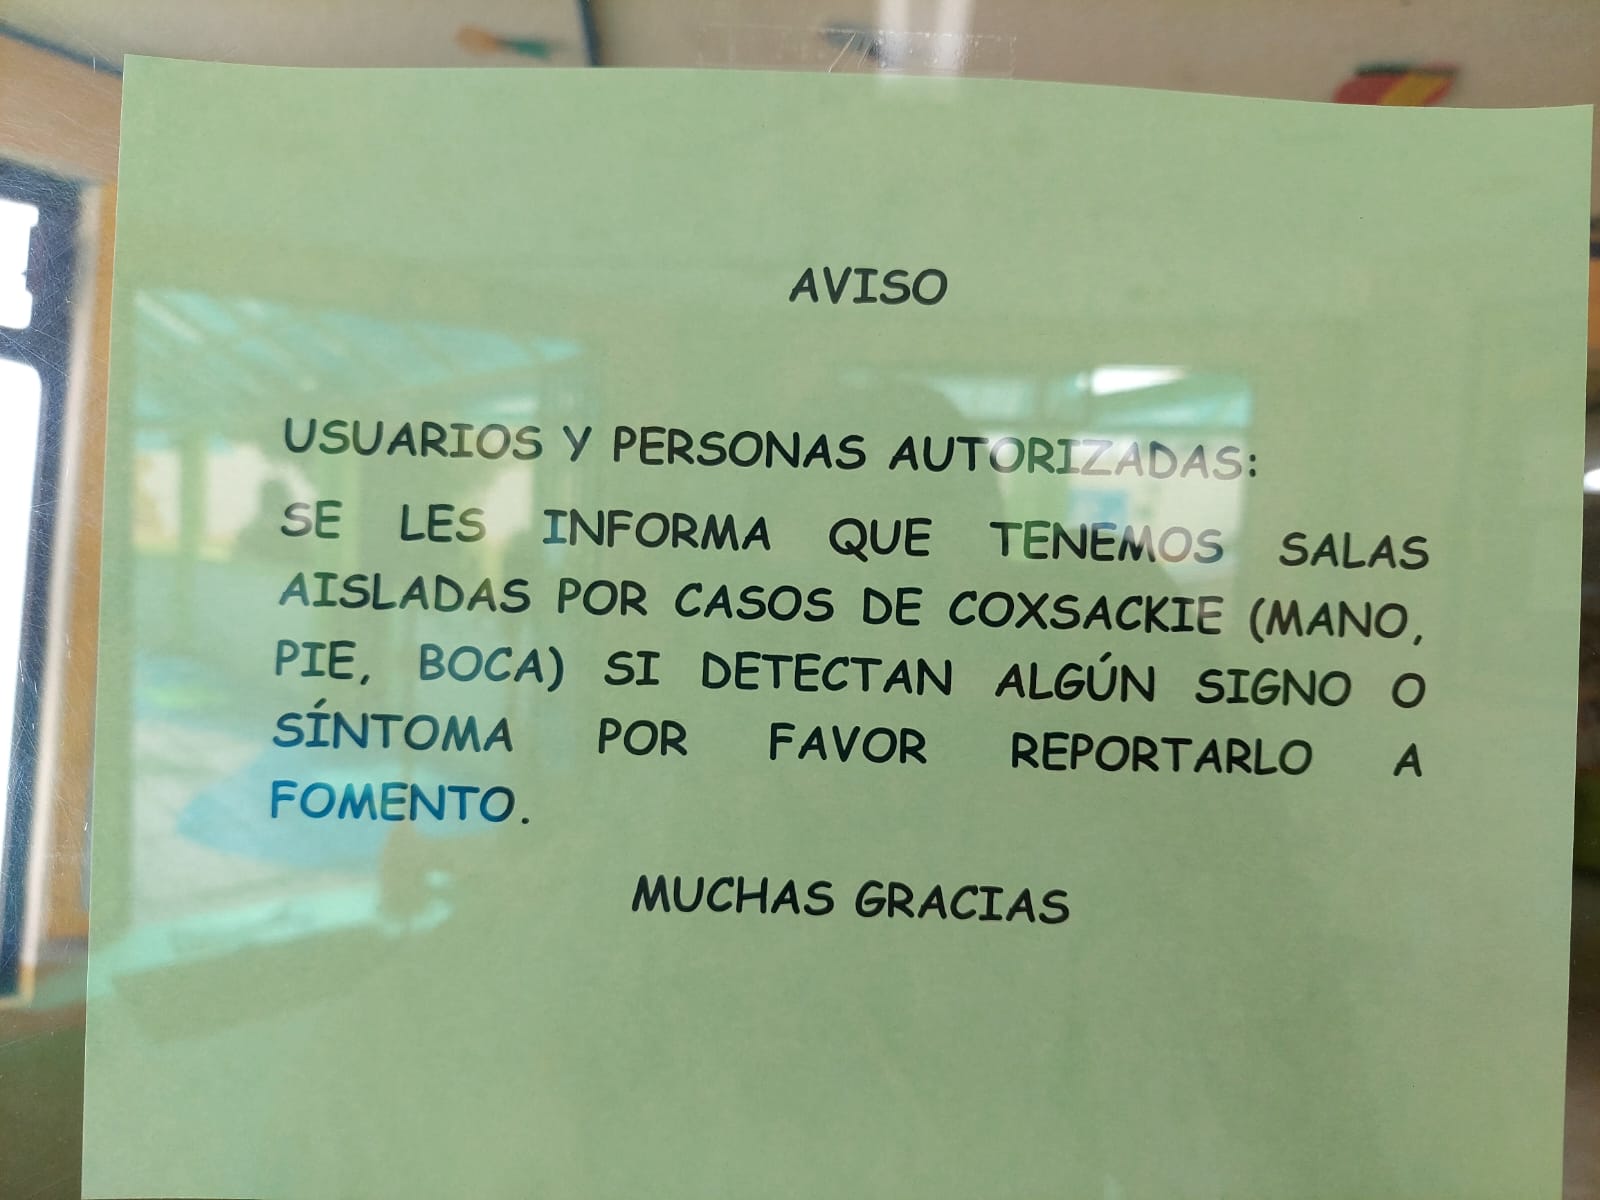 AVISO
USUARIOS Y PERSONAS AUTORIZADAS:
SE LES INFORMA QUE TENEMOS SALAS
AISLADAS POR CASOS DE COXSACKIE (MANO,
PIE, BOCA) SI DETECTAN ALGÚN SIGNO O
SÍNTOMA POR FAVOR REPORTARLO A
FOMENTO.
MUCHAS GRACIAS